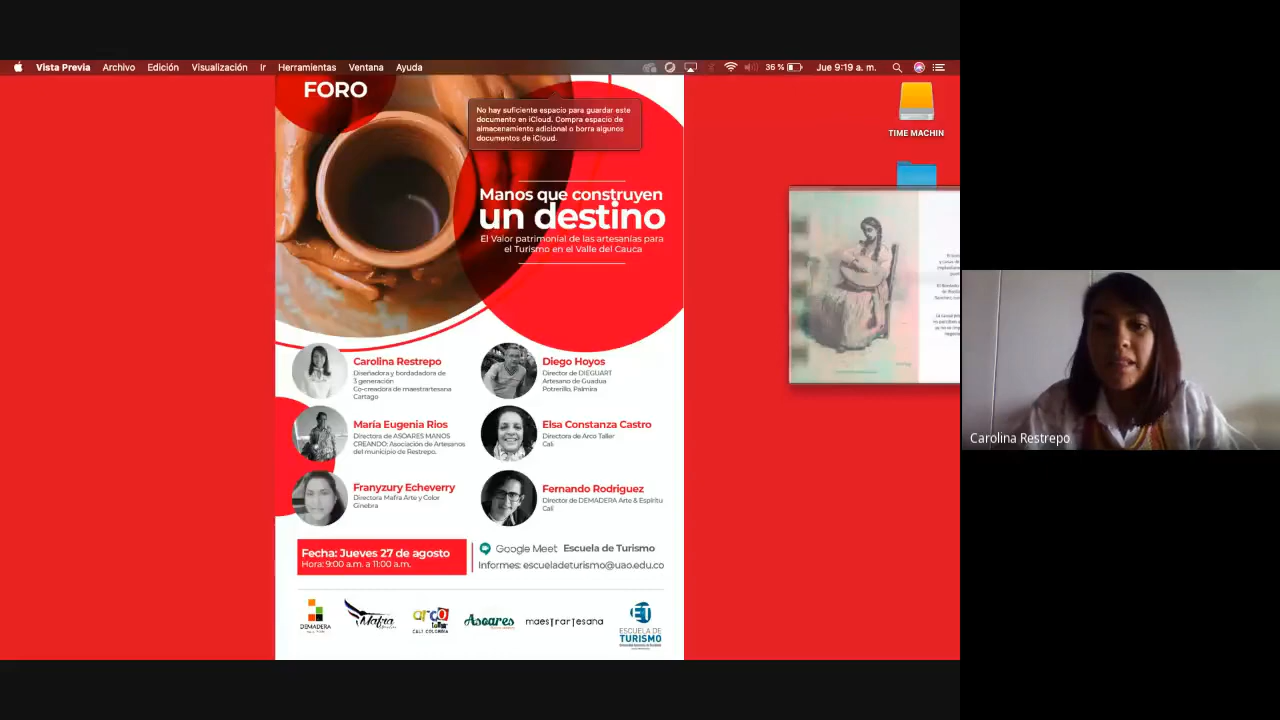 Vista Previa Archivo Edición Visualización Ir Herramientas Ventana Ayuda
36 % Jue 9:19 a. m.
FORO
No hay suficiente espacio para guardar este
documento en iCloud. Compra espacio de
almacenamiento adicional o borra algunos
documentos de iCloud.
TIME MACHIN
Manos que construyen
un destino
El Valor patrimonial de las artesanías para
el Turismo en el Valle del Cauca
Carolina Restrepo
Diseñadora y bordadadora de
3 generación
Co-creadora de maestrartesana
Cartago
Diego Hoyos
Director de DIEGUART
Artesano de Guadua
Potrerillo, Palmira
María Eugenia Rios
Directora de ASOARES MANOS
CREANDO: Asociación de Artesanos
del municipio de Restrepo.
Elsa Constanza Castro
Directora de Arco Taller
Cali
Franyzury Echeverry
Directora Mafra Arte y Color
Ginebra
Fernando Rodriguez
Director de DEMADERA Arte & Espíritu
Cali
Fecha: Jueves 27 de agosto
Hora: 9:00 a.m. a 11:00 a.m.
Google Meet Escuela de Turismo
Informes: escueladeturismo@uao.edu.co
DEMADERA
Mafra
arco
taller
CALI COLOMBIA
Asoares
maestrartesana
ET
ESCUELA DE
TURISMO
Carolina Restrepo